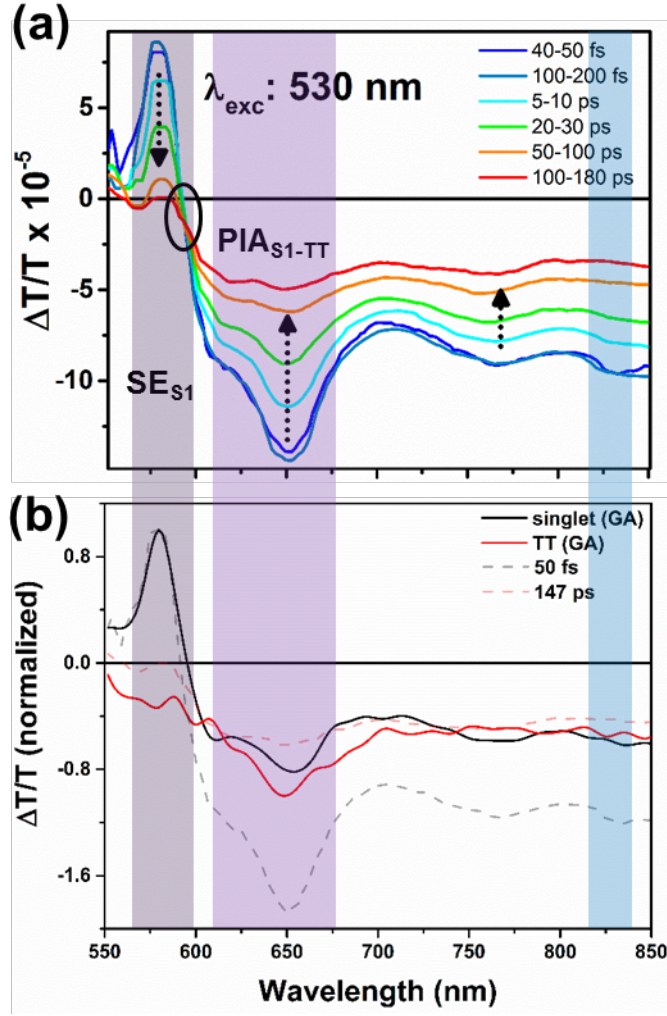 (a)
λexc: 530 nm
40-50 fs
100-200 fs
5-10 ps
20-30 ps
50-100 ps
100-180 ps
5
0
-5
-10
ΔT/T x 10-5
PIAS1-TT
SES1
(b)
singlet (GA)
TT (GA)
50 fs
147 ps
0.8
0.0
-0.8
-1.6
ΔT/T (normalized)
550 600 650 700 750 800 850
Wavelength (nm)